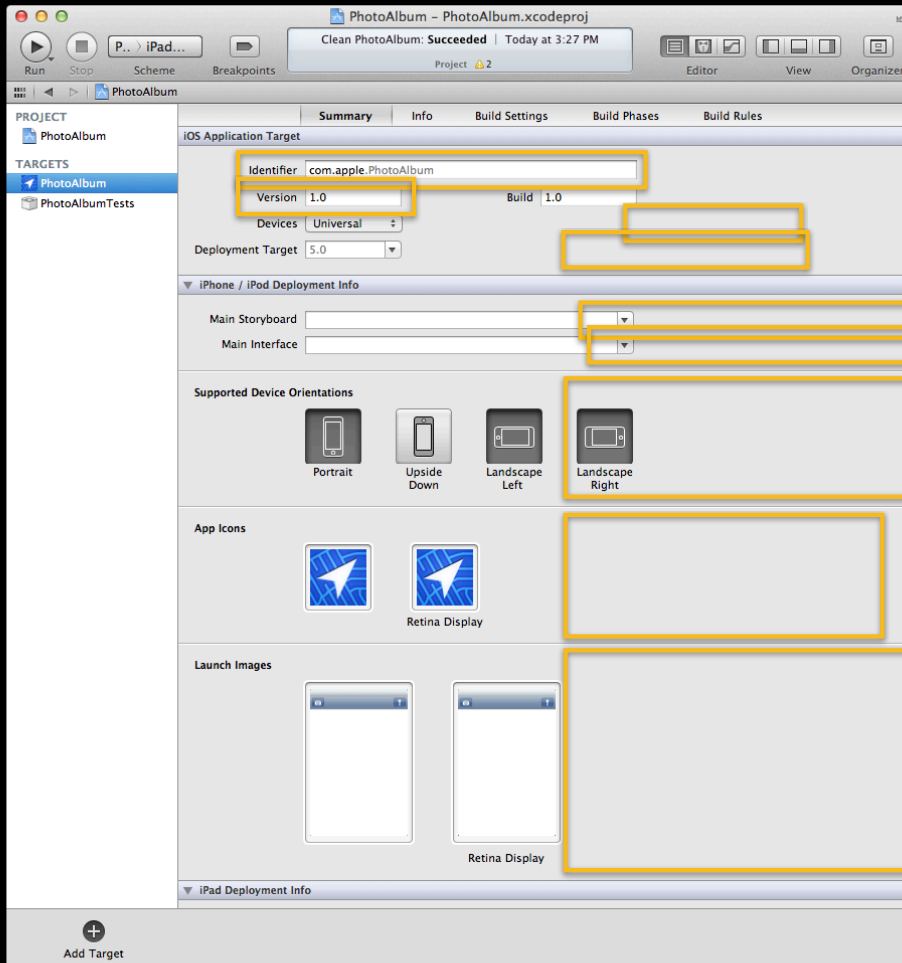 PhotoAlbum – PhotoAlbum.xcodeproj
P.. › iPad...
Clean PhotoAlbum: Succeeded | Today at 3:27 PM
Project 2
Run Stop Scheme Breakpoints Editor View Organizer
PhotoAlbum
PROJECT
PhotoAlbum
TARGETS
PhotoAlbum
PhotoAlbumTests
Summary Info Build Settings Build Phases Build Rules
iOS Application Target
Identifier com.apple.PhotoAlbum
Version 1.0 Build 1.0
Devices Universal
Deployment Target 5.0
iPhone / iPod Deployment Info
Main Storyboard
Main Interface
Supported Device Orientations
Portrait Upside Landscape Landscape
Down Left Right
App Icons
Retina Display
Launch Images
Retina Display
iPad Deployment Info
Add Target